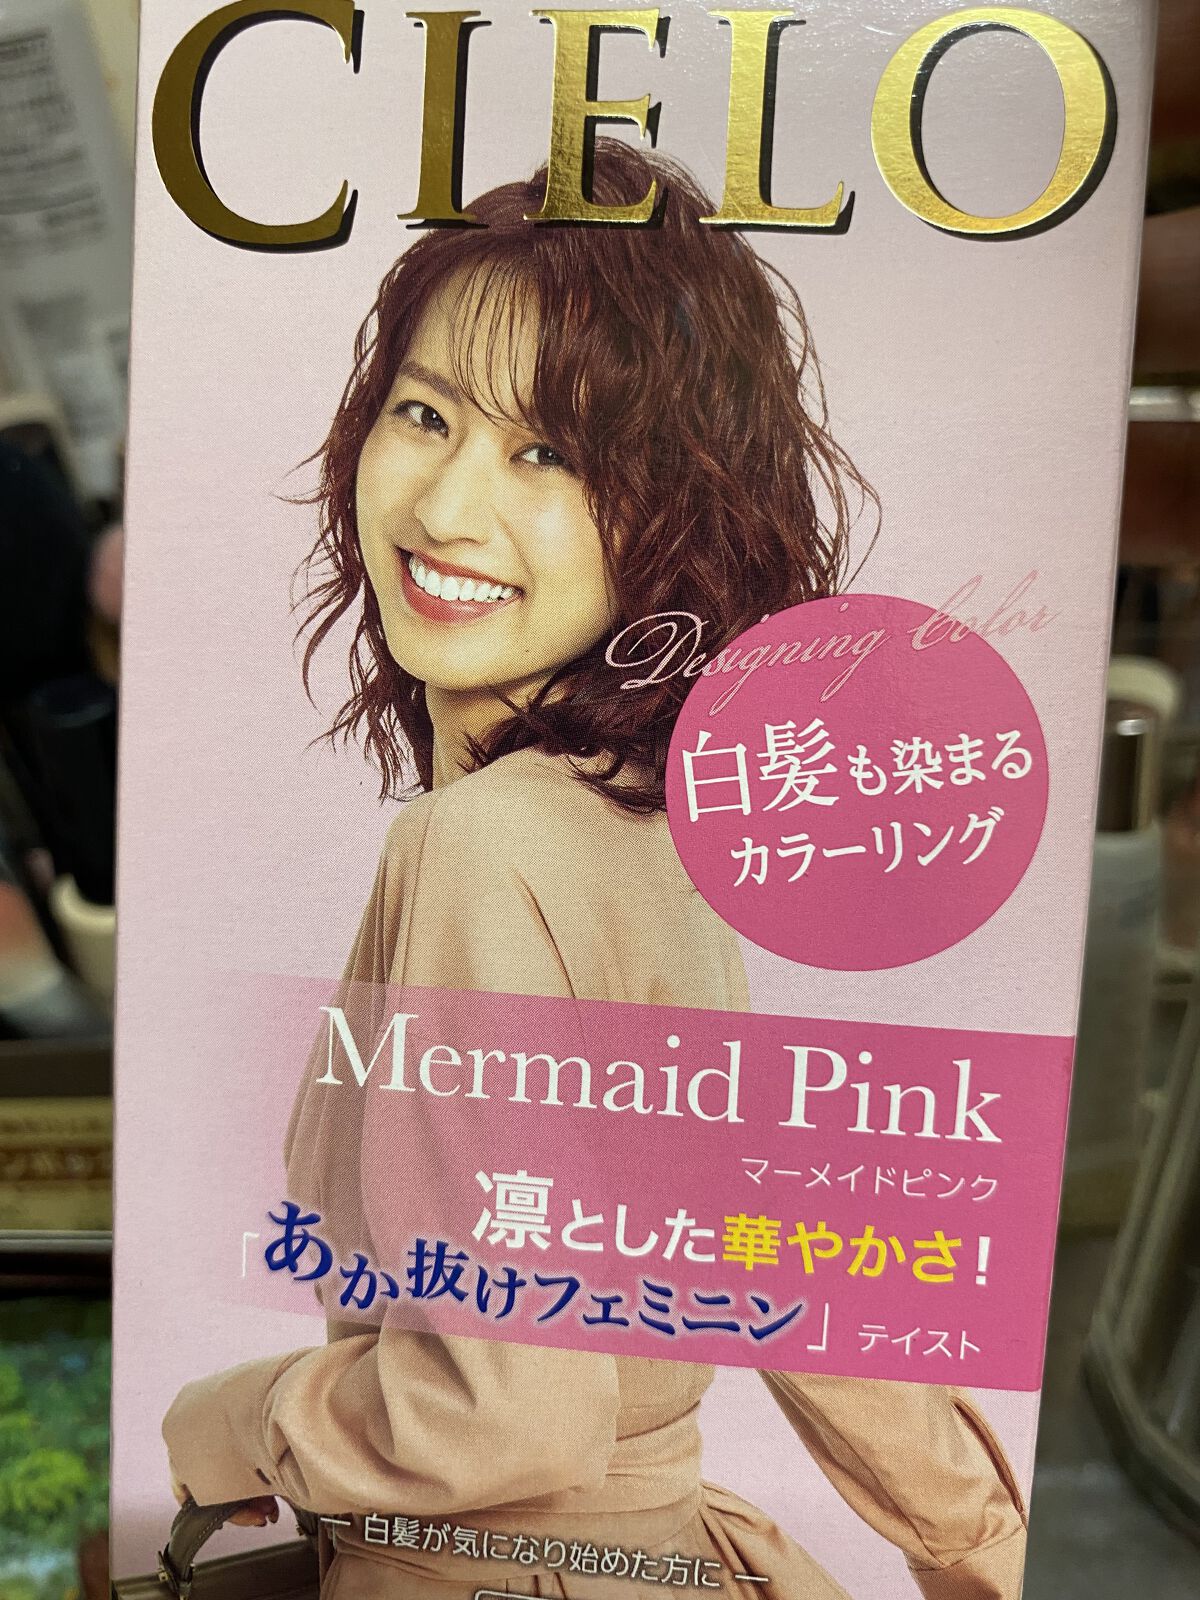 CIELO
Designing Color
白髪も染まる
カラーリング
Mermaid Pink
マーメイドピンク
凛とした華やかさ!
「あか抜けフェミニン」テイスト
— 白髪が気になり始めた方に —